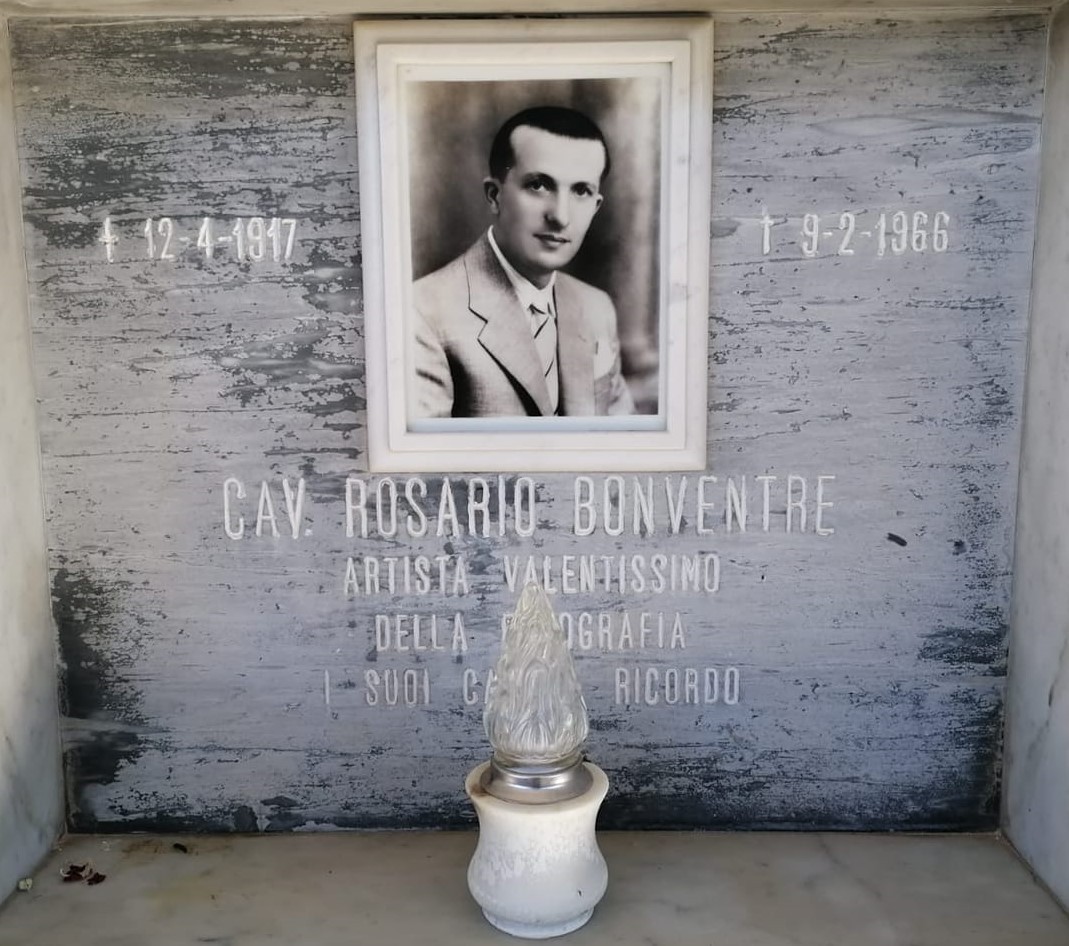 12-4-1917
† 9-2-1966
CAV. ROSARIO BONVENTRE
ARTISTA VALENTISSIMO
DELLA
I SUOI RICORDO